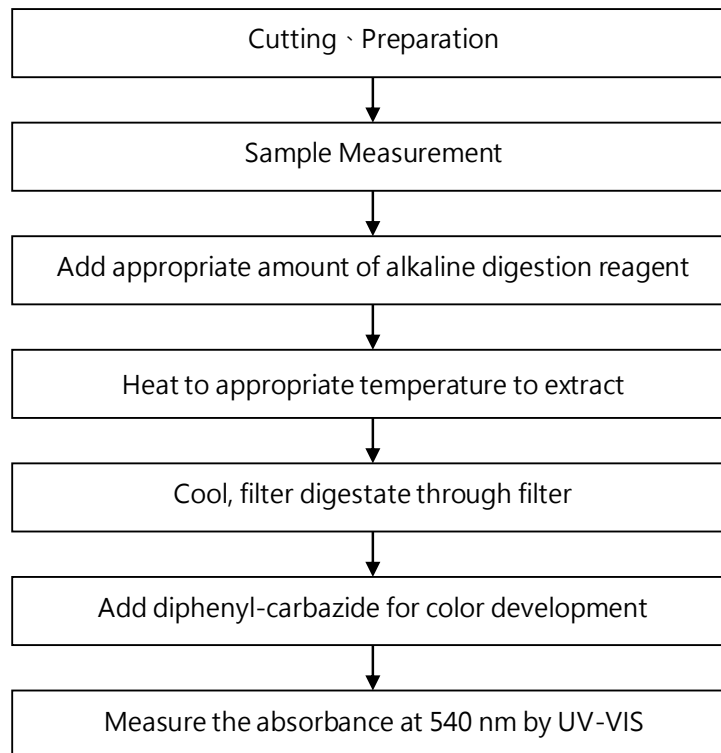 Cutting、Preparation
Sample Measurement
Add appropriate amount of alkaline digestion reagent
Heat to appropriate temperature to extract
Cool, filter digestate through filter
Add diphenyl-carbazide for color development
Measure the absorbance at 540 nm by UV-VIS